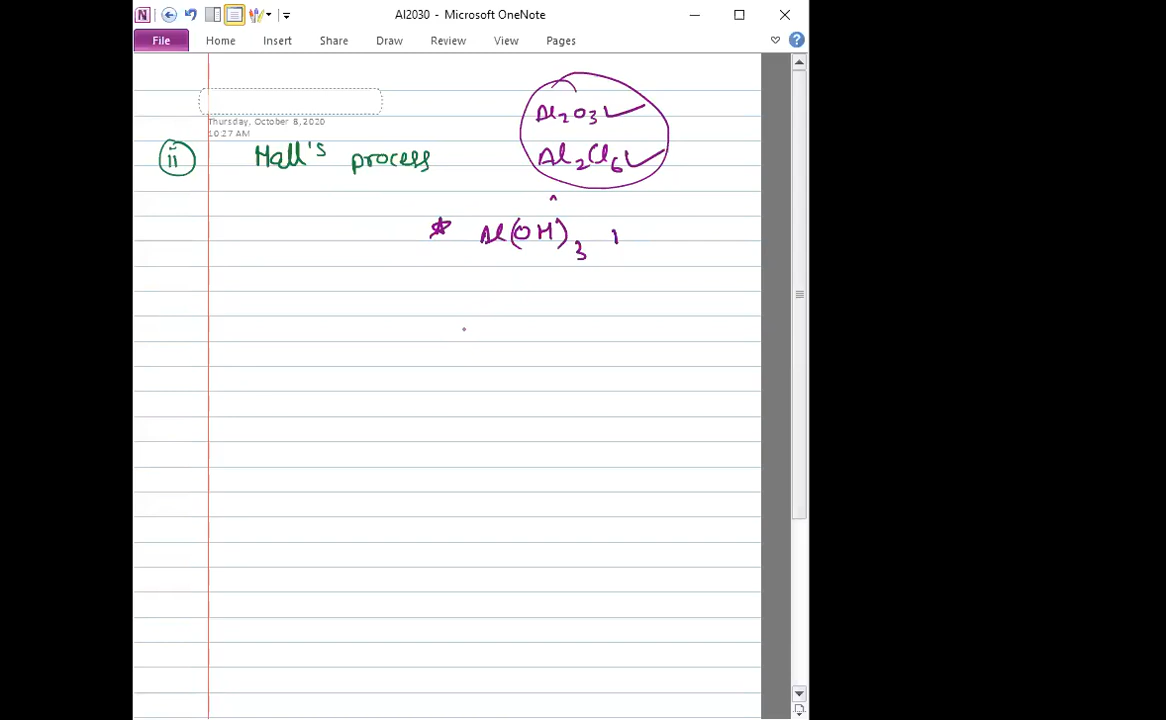 Al2030 - Microsoft OneNote
File Home Insert Share Draw Review View Pages
Thursday, October 8, 2020
10:27 AM
Al₂O₃ ✓
ii Hall's process
Al₂Cl₆ ✓
* Al(OH)₃